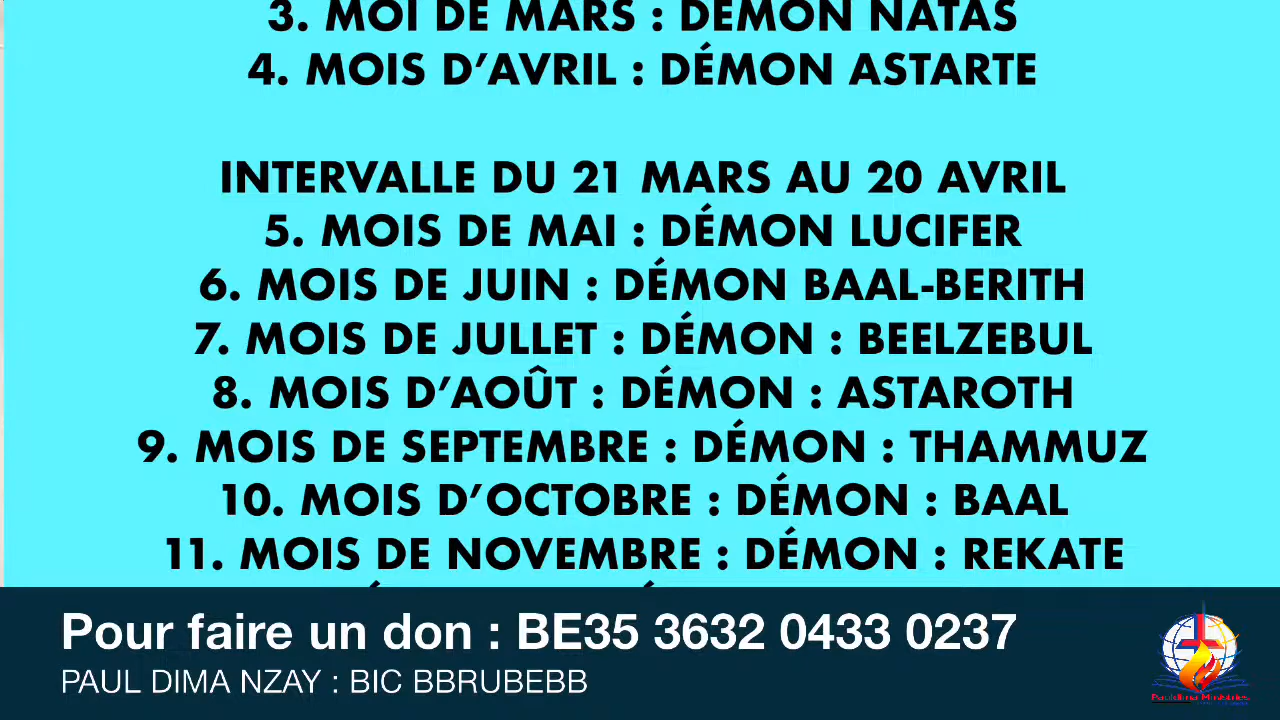 3. MOI DE MARS : DÉMON NATAS
4. MOIS D’AVRIL : DÉMON ASTARTE
INTERVALLE DU 21 MARS AU 20 AVRIL
5. MOIS DE MAI : DÉMON LUCIFER
6. MOIS DE JUIN : DÉMON BAAL-BERITH
7. MOIS DE JULLET : DÉMON : BEELZEBUL
8. MOIS D’AOÛT : DÉMON : ASTAROTH
9. MOIS DE SEPTEMBRE : DÉMON : THAMMUZ
10. MOIS D’OCTOBRE : DÉMON : BAAL
11. MOIS DE NOVEMBRE : DÉMON : REKATE
Pour faire un don : BE35 3632 0433 0237
PAUL DIMA NZAY : BIC BBRUBEBB
Pauldima Ministries